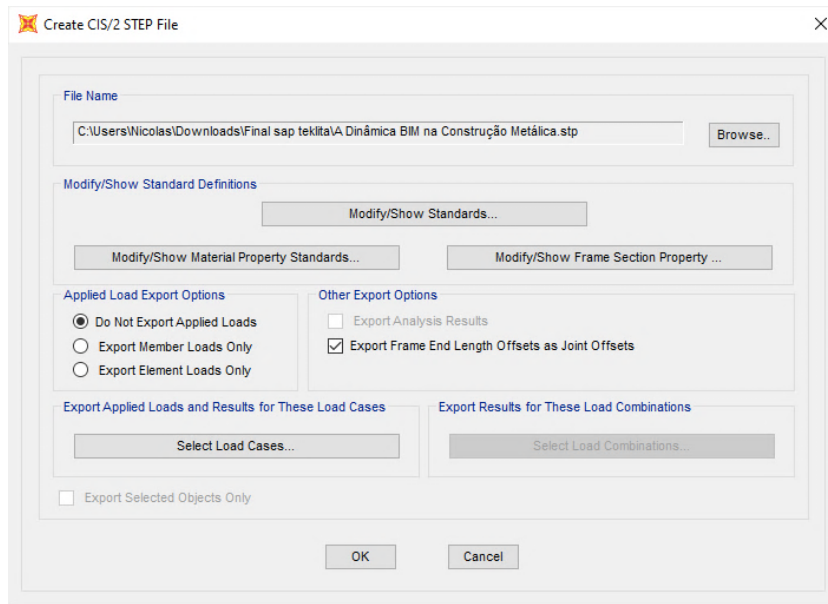 Create CIS/2 STEP File
File Name
C:\Users\Nicolas\Downloads\Final sap teklita\A Dinâmica BIM na Construção Metálica.stp
Browse..
Modify/Show Standard Definitions
Modify/Show Standards...
Modify/Show Material Property Standards...
Modify/Show Frame Section Property ...
Applied Load Export Options
Do Not Export Applied Loads
Export Member Loads Only
Export Element Loads Only
Other Export Options
Export Analysis Results
Export Frame End Length Offsets as Joint Offsets
Export Applied Loads and Results for These Load Cases
Select Load Cases...
Export Results for These Load Combinations
Select Load Combinations...
Export Selected Objects Only
OK
Cancel